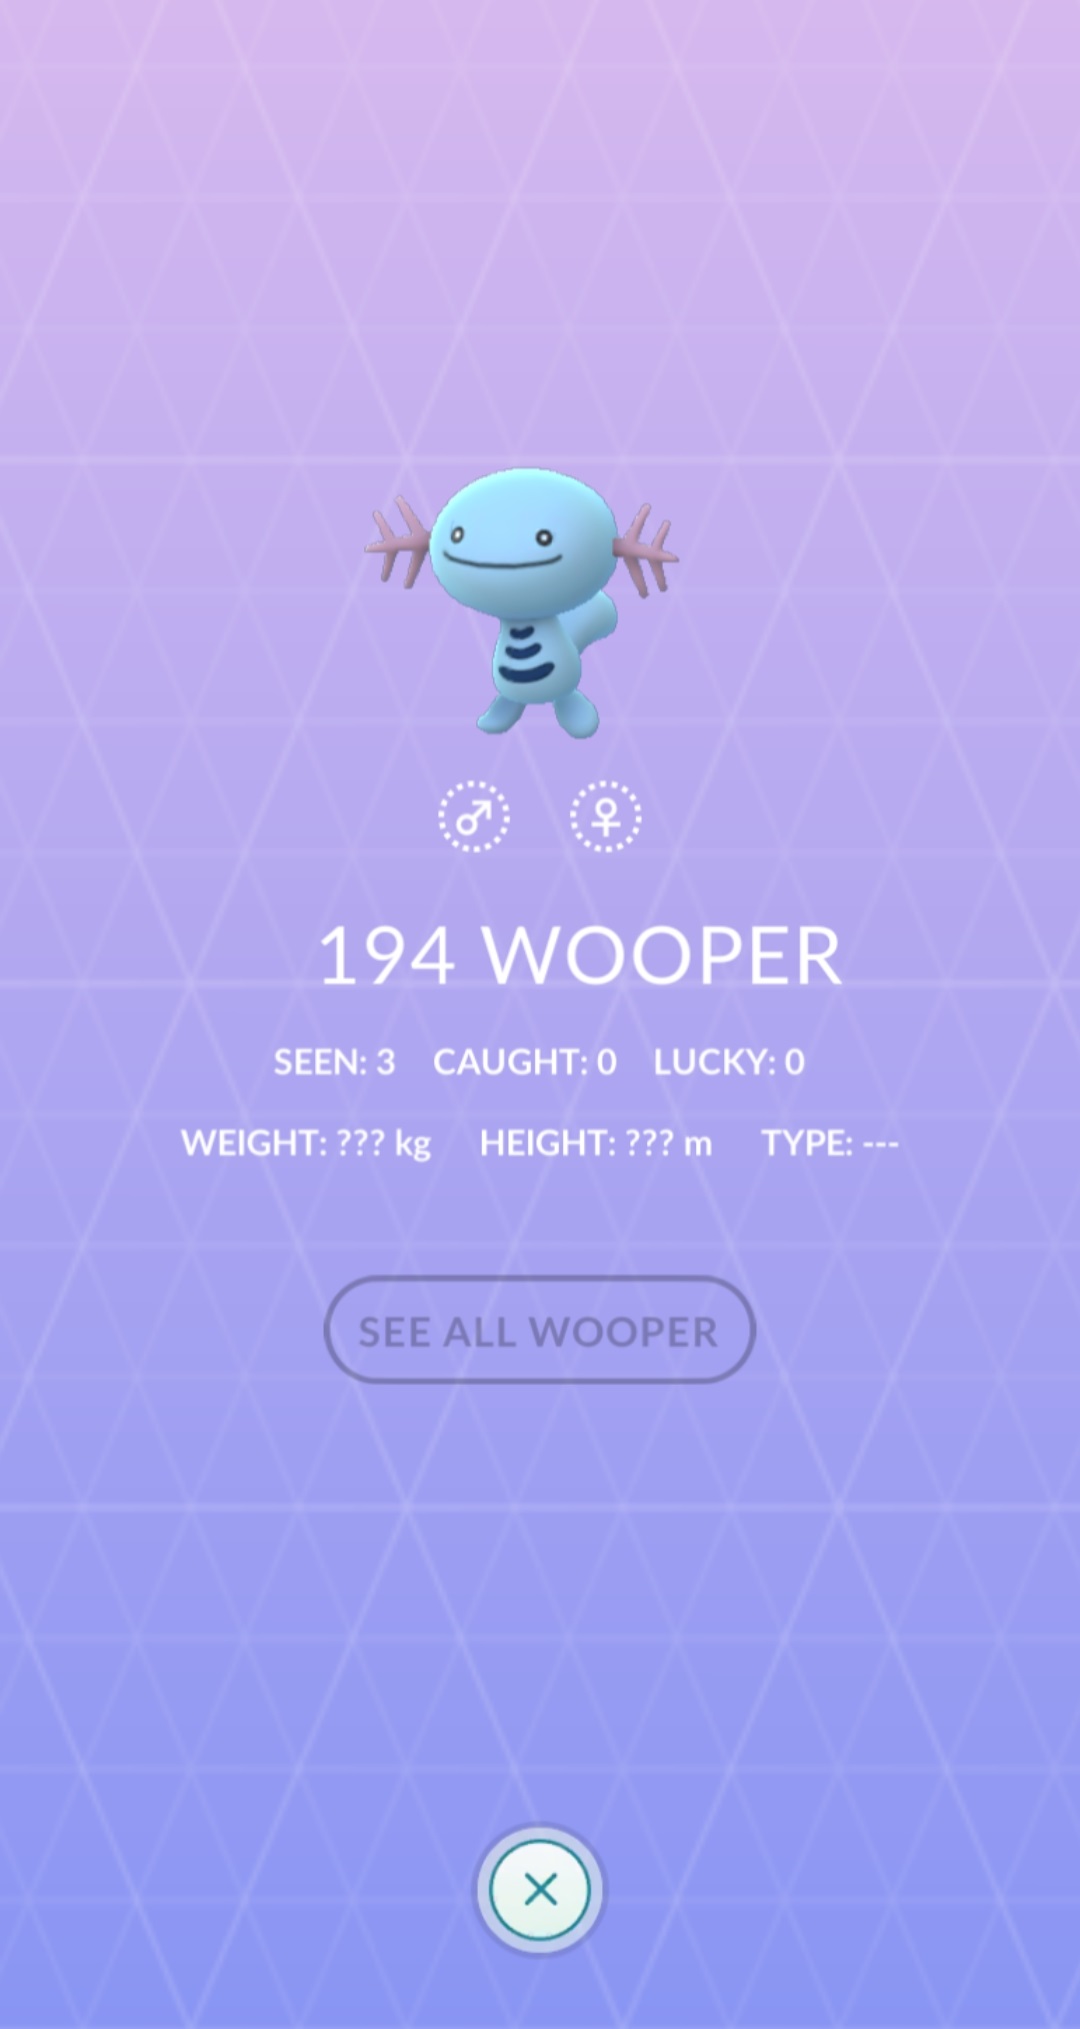 ♂ ♀
194 WOOPER
SEEN: 3 CAUGHT: 0 LUCKY: 0
WEIGHT: ??? kg HEIGHT: ??? m TYPE: ---
SEE ALL WOOPER